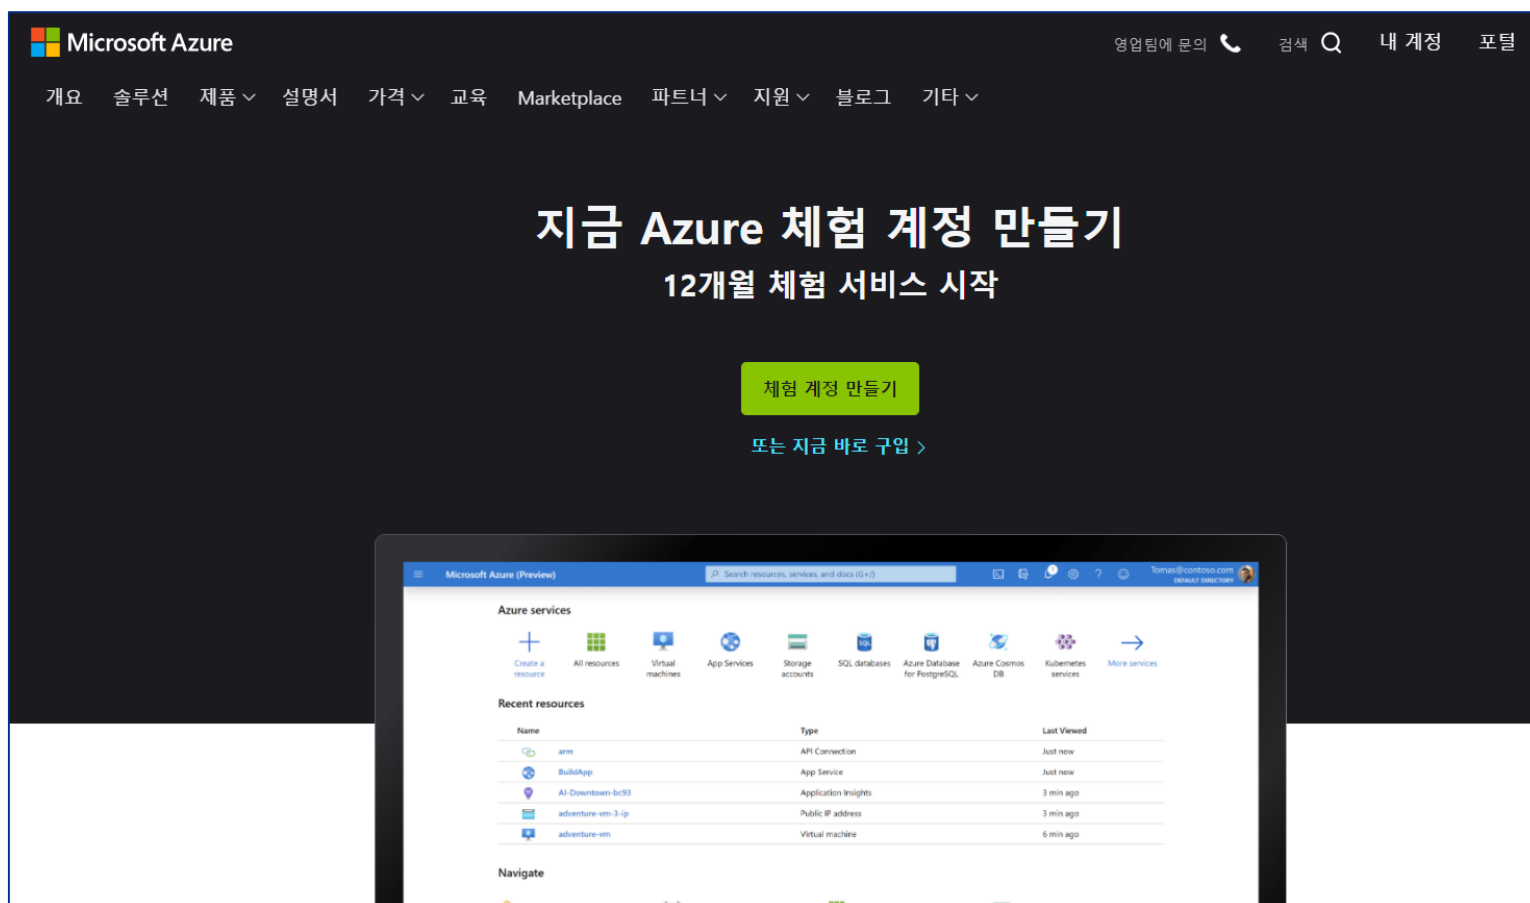 Microsoft Azure
영업팀에 문의
검색
내 계정
포털
개요 솔루션 제품 설명서 가격 교육 Marketplace 파트너 지원 블로그 기타
지금 Azure 체험 계정 만들기
12개월 체험 서비스 시작
체험 계정 만들기
또는 지금 바로 구입
Microsoft Azure (Preview)
Search resources, services, and docs (G+/)
1
?
Tomas@contoso.com
DEFAULT DIRECTORY
Azure services
Create a resource
All resources
Virtual machines
App Services
Storage accounts
SQL
SQL databases
Azure Database for PostgreSQL
Azure Cosmos DB
Kubernetes services
More services
Recent resources
Name Type Last Viewed
arm API Connection Just now
BuildApp App Service Just now
AI-Downtown-bc93 Application Insights 3 min ago
adventure-vm-3-ip Public IP address 3 min ago
adventure-vm Virtual machine 6 min ago
Navigate